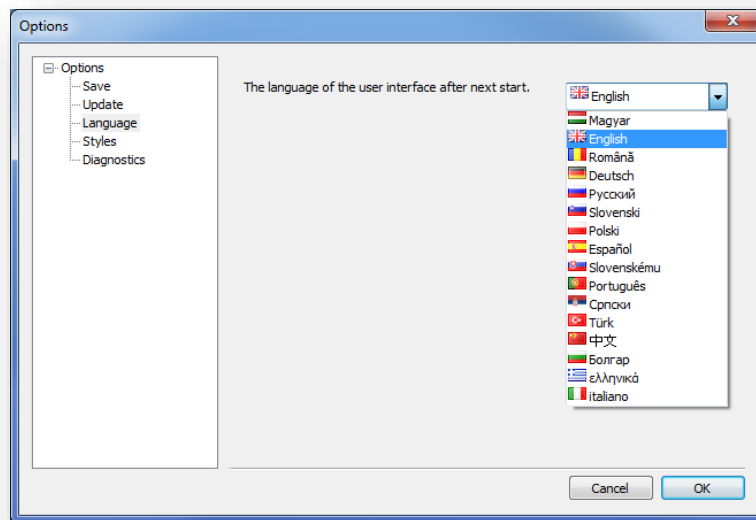 Options
Options
Save
Update
Language
Styles
Diagnostics
The language of the user interface after next start.
English
Magyar
English
Română
Deutsch
Русский
Slovenski
Polski
Español
Slovenskému
Português
Српски
Türk
中文
Болгар
ελληνικά
italiano
Cancel
OK